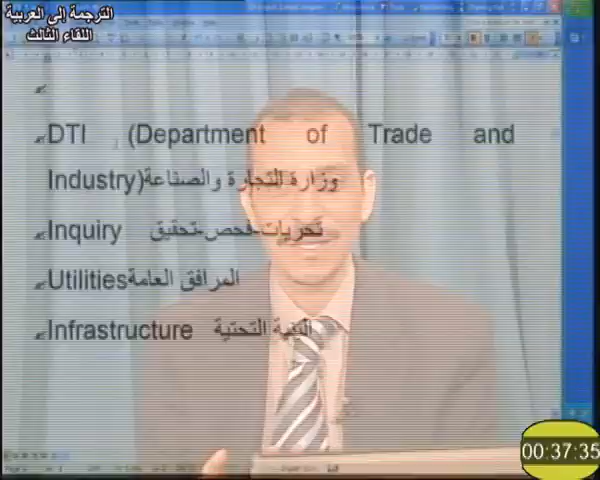 الترجمة إلى العربية
اللقاء الثالث
DTI (Department of Trade and
Industry) وزارة التجارة والصناعة
Inquiry تحريات-فحص-تحقيق
Utilities المرافق العامة
Infrastructure البنية التحتية
00:37:35